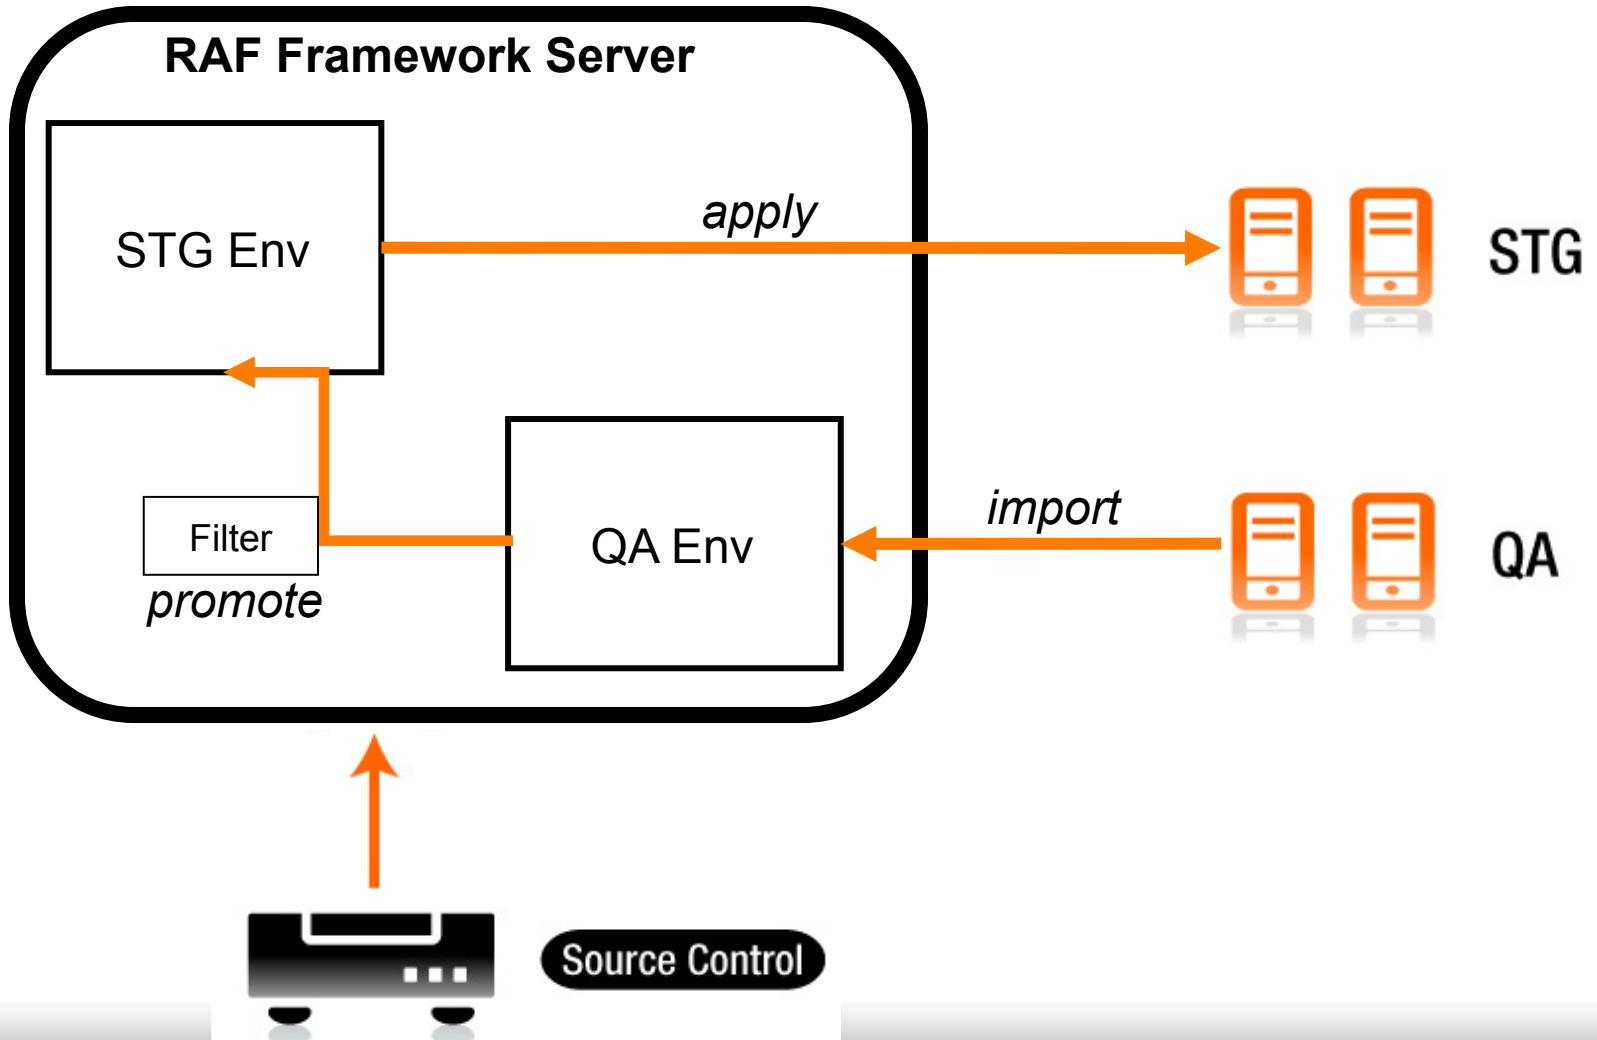 RAF Framework Server
STG Env
apply
STG
Filter
promote
QA Env
import
QA
Source Control